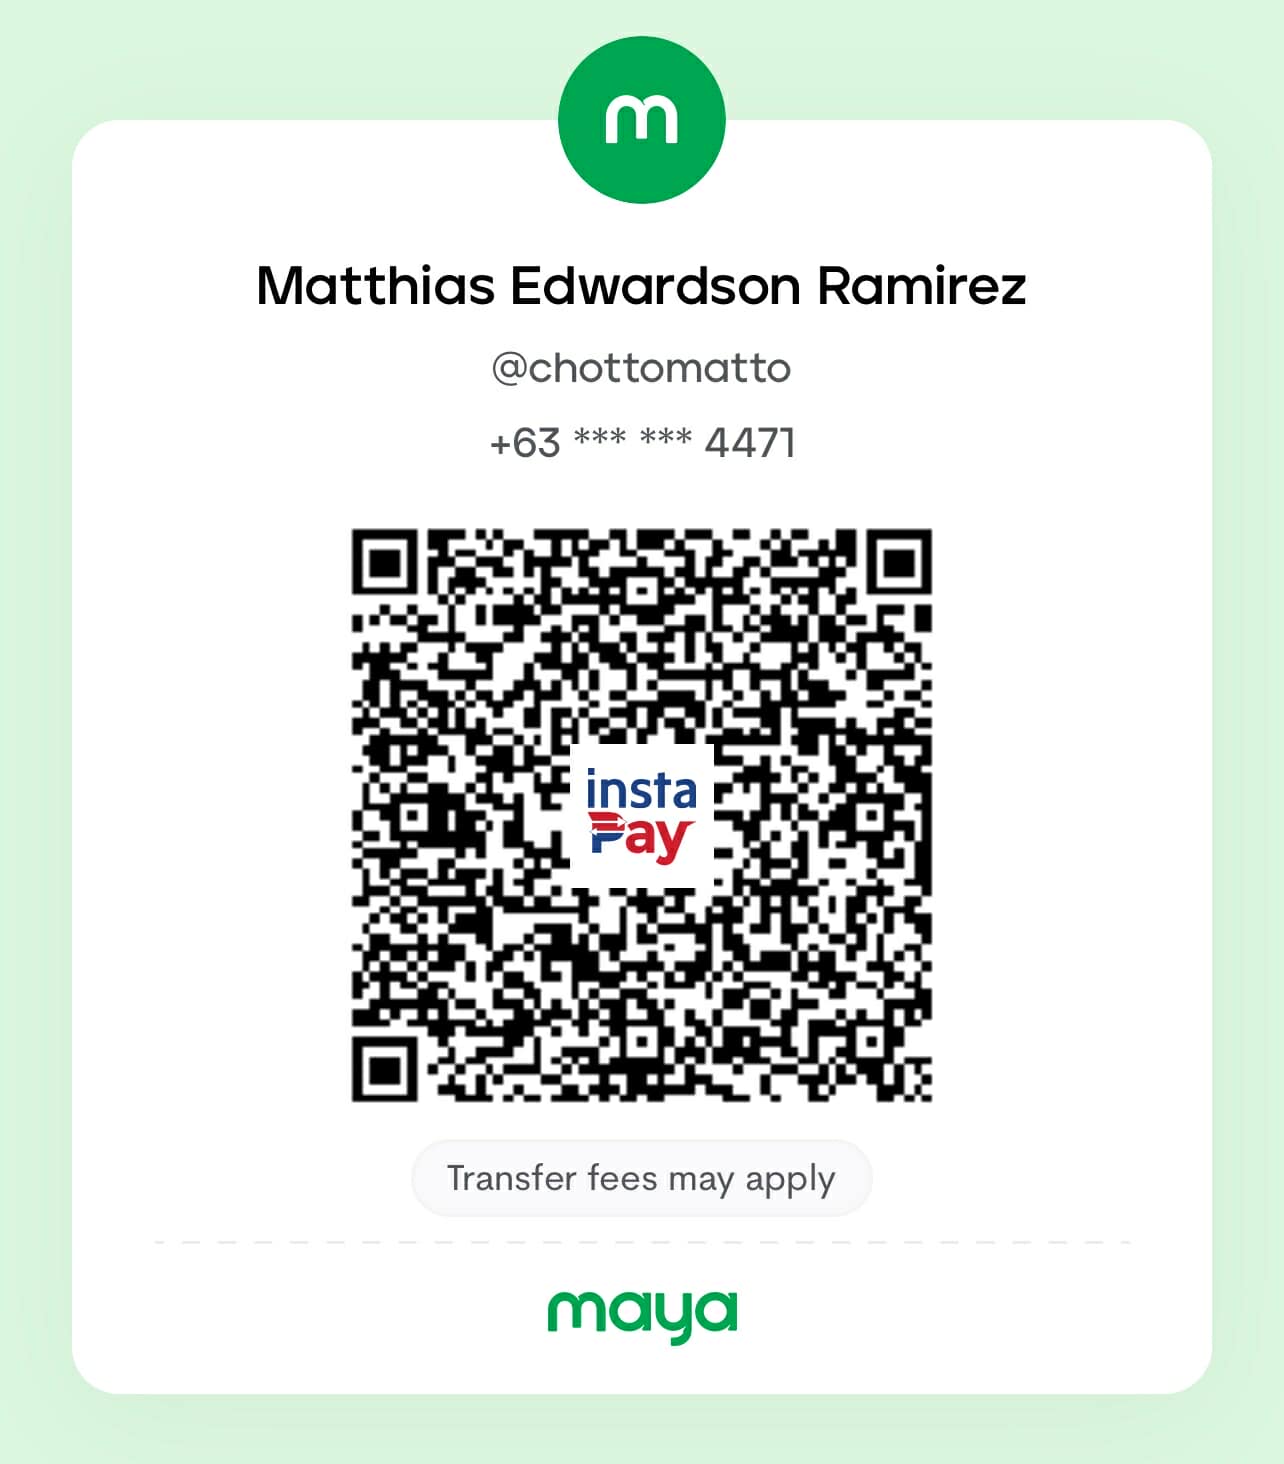 m
Matthias Edwardson Ramirez
@chottomatto
+63 *** *** 4471
insta
Pay
Transfer fees may apply
maya